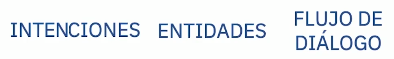 INTENCIONES
ENTIDADES
FLUJO DE
DIÁLOGO